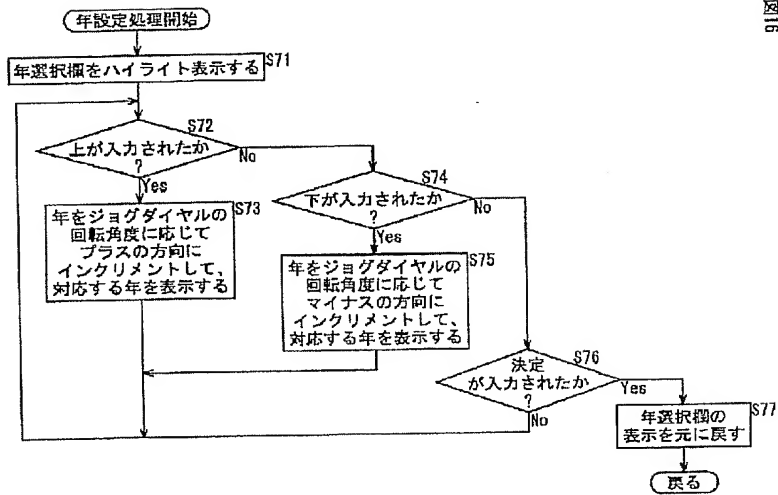 図16
年設定処理開始
年選択欄をハイライト表示する
S71
S72
上が入力されたか
?
No
Yes
S73
年をジョグダイヤルの
回転角度に応じて
プラスの方向に
インクリメントして、
対応する年を表示する
S74
下が入力されたか
?
No
Yes
S75
年をジョグダイヤルの
回転角度に応じて
マイナスの方向に
インクリメントして、
対応する年を表示する
S76
決定
が入力されたか
?
Yes
No
S77
年選択欄の
表示を元に戻す
戻る